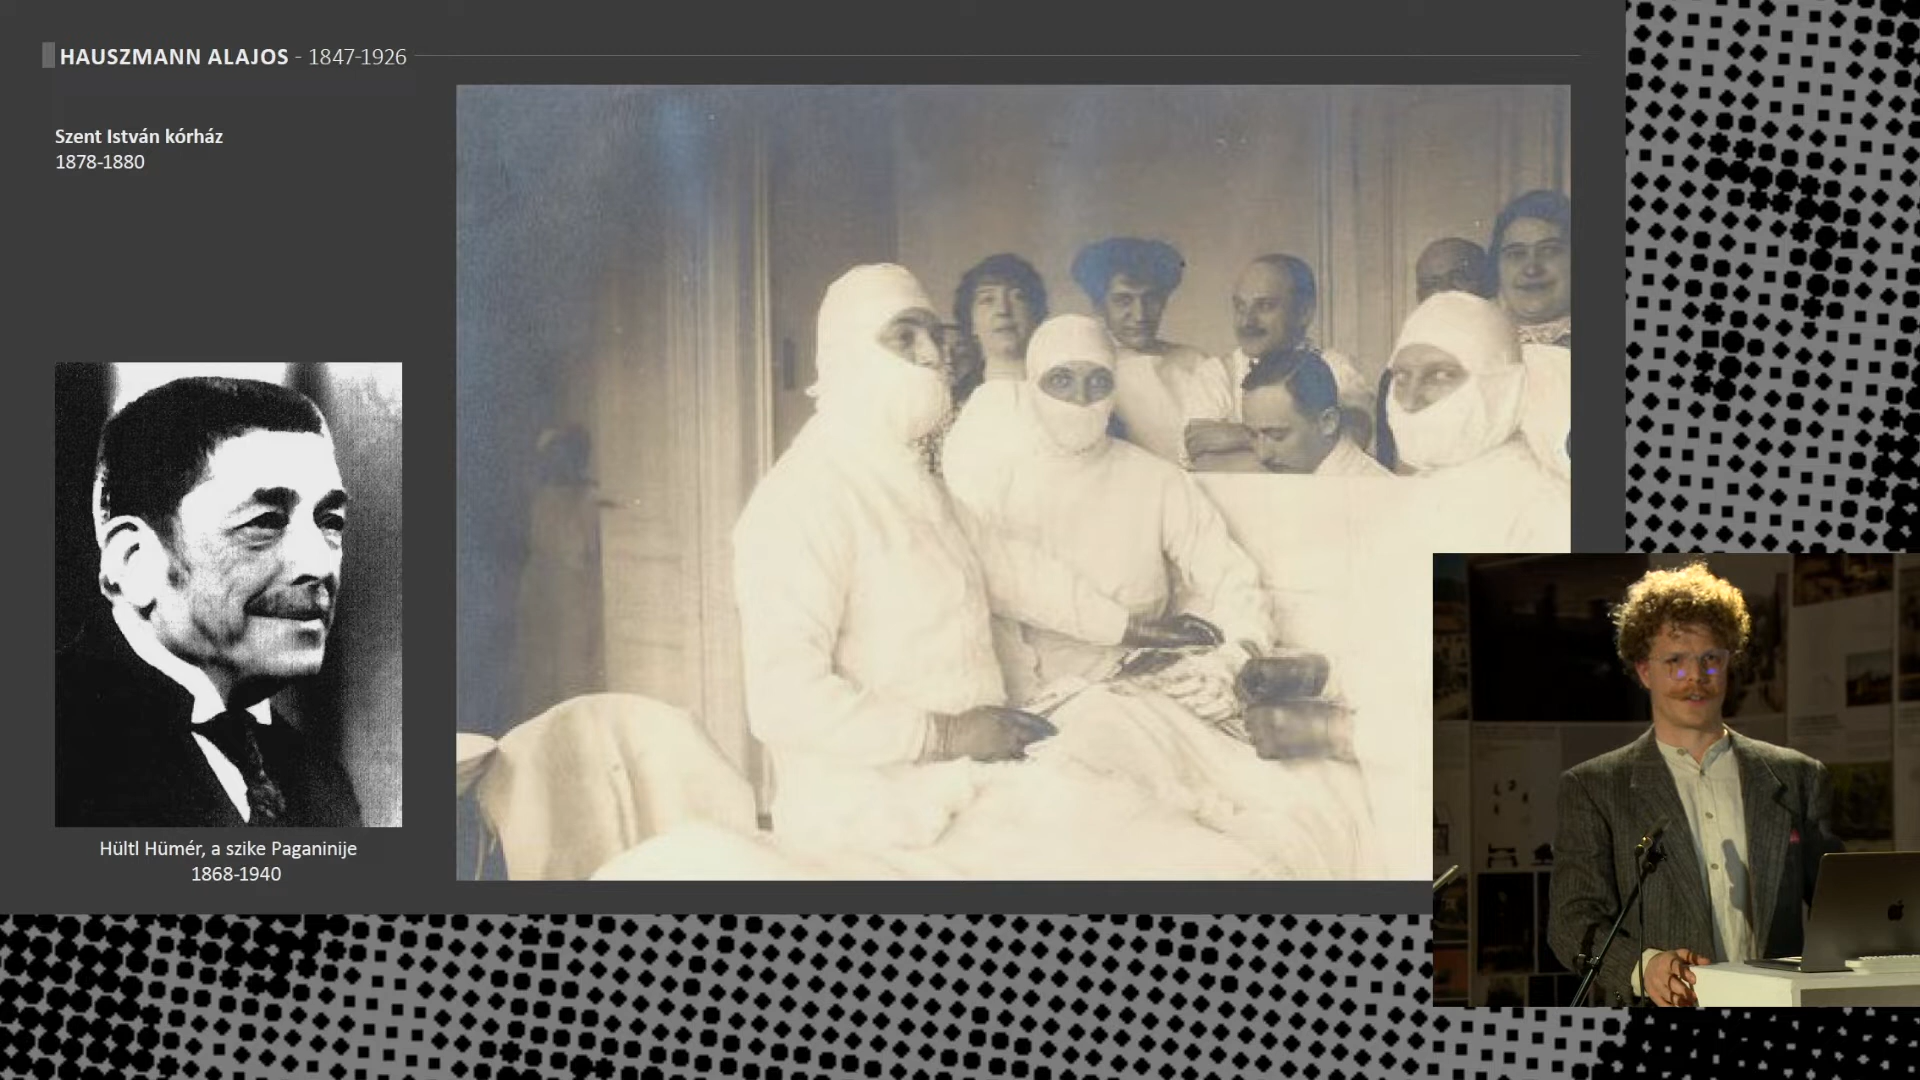 HAUSZMANN ALAJOS - 1847-1926
Szent István kórház
1878-1880
Hültl Hümér, a szike Paganinije
1868-1940